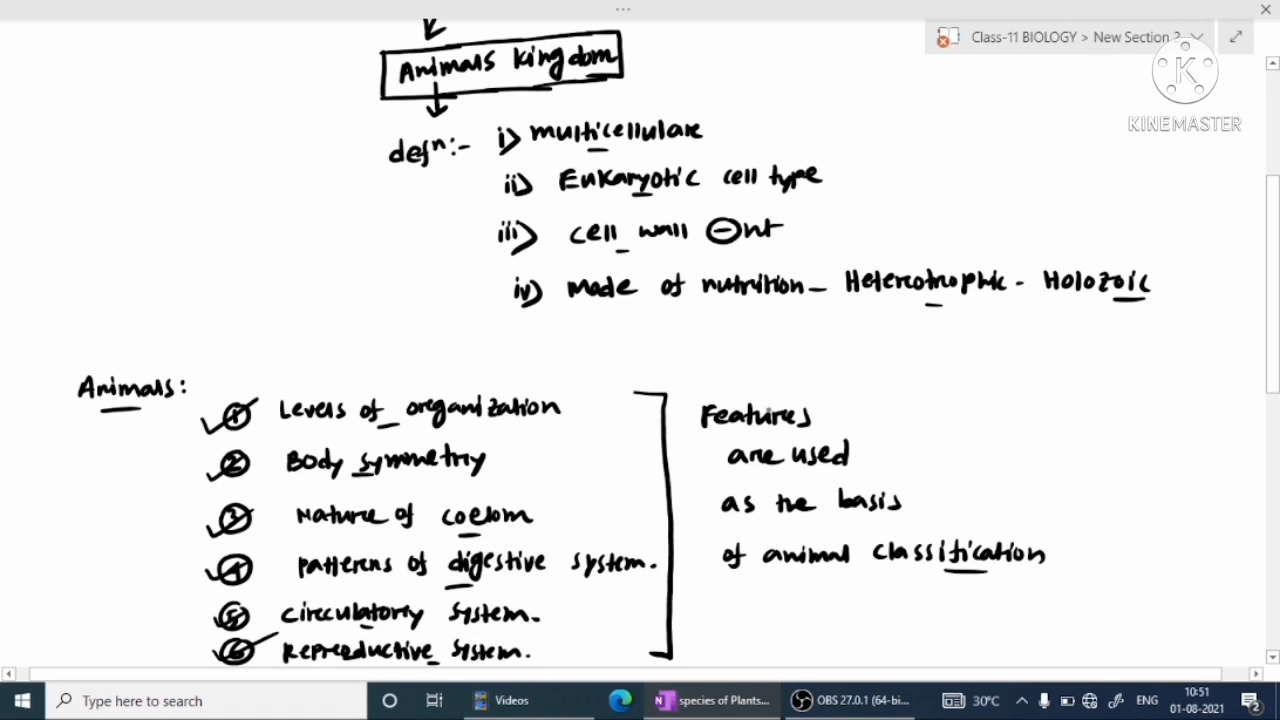 Class-11 BIOLOGY > New Section 2
KINEMASTER
Animals Kingdom
defn:- i) multicellular
ii) Eukaryotic cell type
iii) cell wall ⊖nt
iv) Mode of nutrition - Heterotrophic - Holozoic
Animals:
1 Levels of organization
2 Body symmetry
3 Nature of coelom
4 patterns of digestive system.
5 circulatory system.
6 Reproductive system.
Features
are used
as the basis
of animal classification
Type here to search
Videos
species of Plants...
OBS 27.0.1 (64-bi...
30°C
ENG
10:51
01-08-2021
2